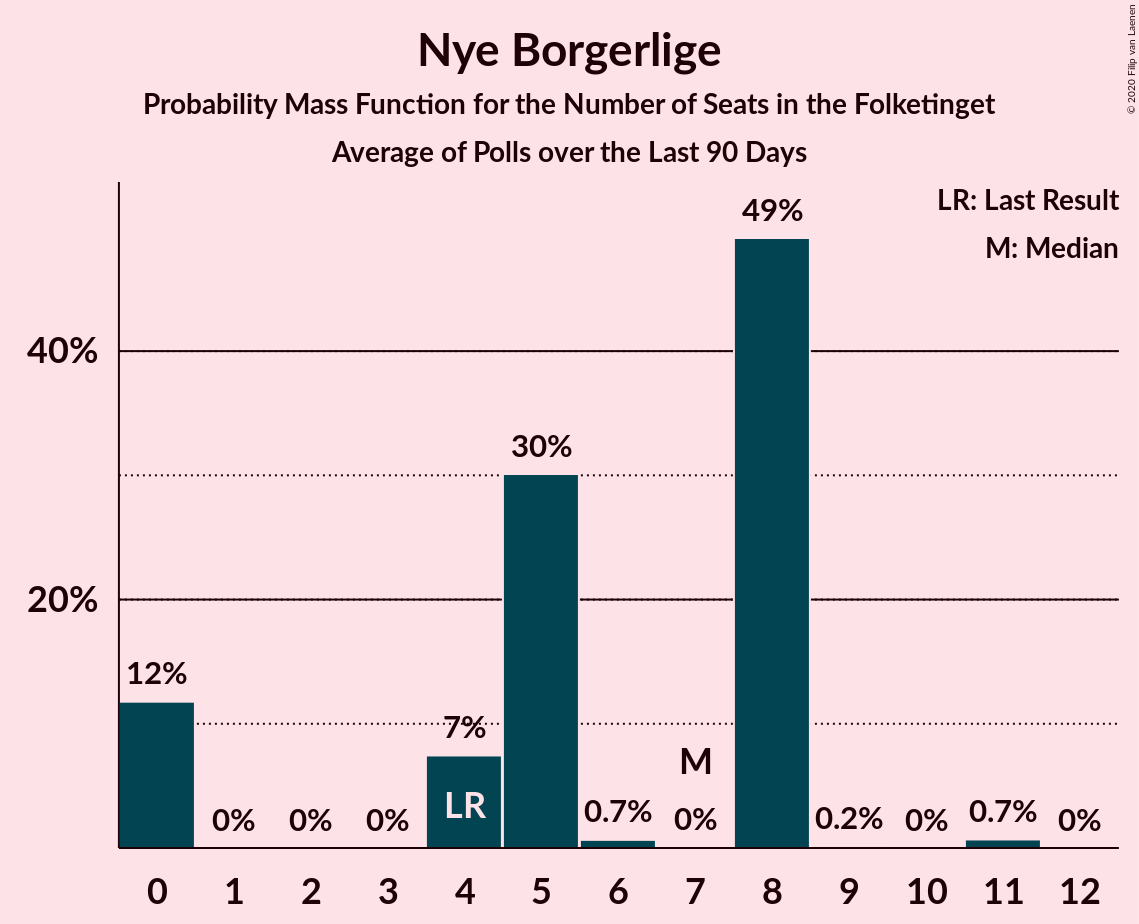 Nye Borgerlige
Probability Mass Function for the Number of Seats in the Folketinget
Average of Polls over the Last 90 Days
© 2020 Filip van Laenen
LR: Last Result
M: Median
49%
40%
30%
20%
12%
7%
M
LR
0% 0% 0% 0.7% 0% 0.2% 0% 0.7% 0%
0 1 2 3 4 5 6 7 8 9 10 11 12